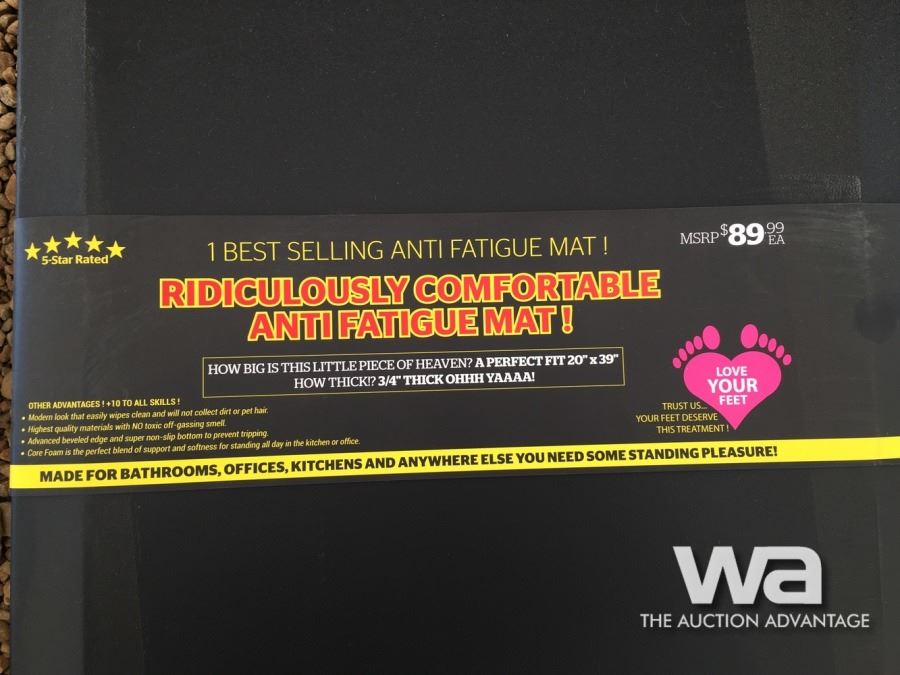 5-Star Rated
1 BEST SELLING ANTI FATIGUE MAT !
MSRP $89.99 EA
RIDICULOUSLY COMFORTABLE
ANTI FATIGUE MAT !
HOW BIG IS THIS LITTLE PIECE OF HEAVEN? A PERFECT FIT 20" x 39"
HOW THICK!? 3/4" THICK OHHH YAAAA!
OTHER ADVANTAGES ! +10 TO ALL SKILLS !
• Modern look that easily wipes clean and will not collect dirt or pet hair.
• Highest quality materials with NO toxic off-gassing smell.
• Advanced beveled edge and super non-slip bottom to prevent tripping.
• Core Foam is the perfect blend of support and softness for standing all day in the kitchen or office.
LOVE
YOUR
FEET
TRUST US...
YOUR FEET DESERVE
THIS TREATMENT !
MADE FOR BATHROOMS, OFFICES, KITCHENS AND ANYWHERE ELSE YOU NEED SOME STANDING PLEASURE!
wa
THE AUCTION ADVANTAGE